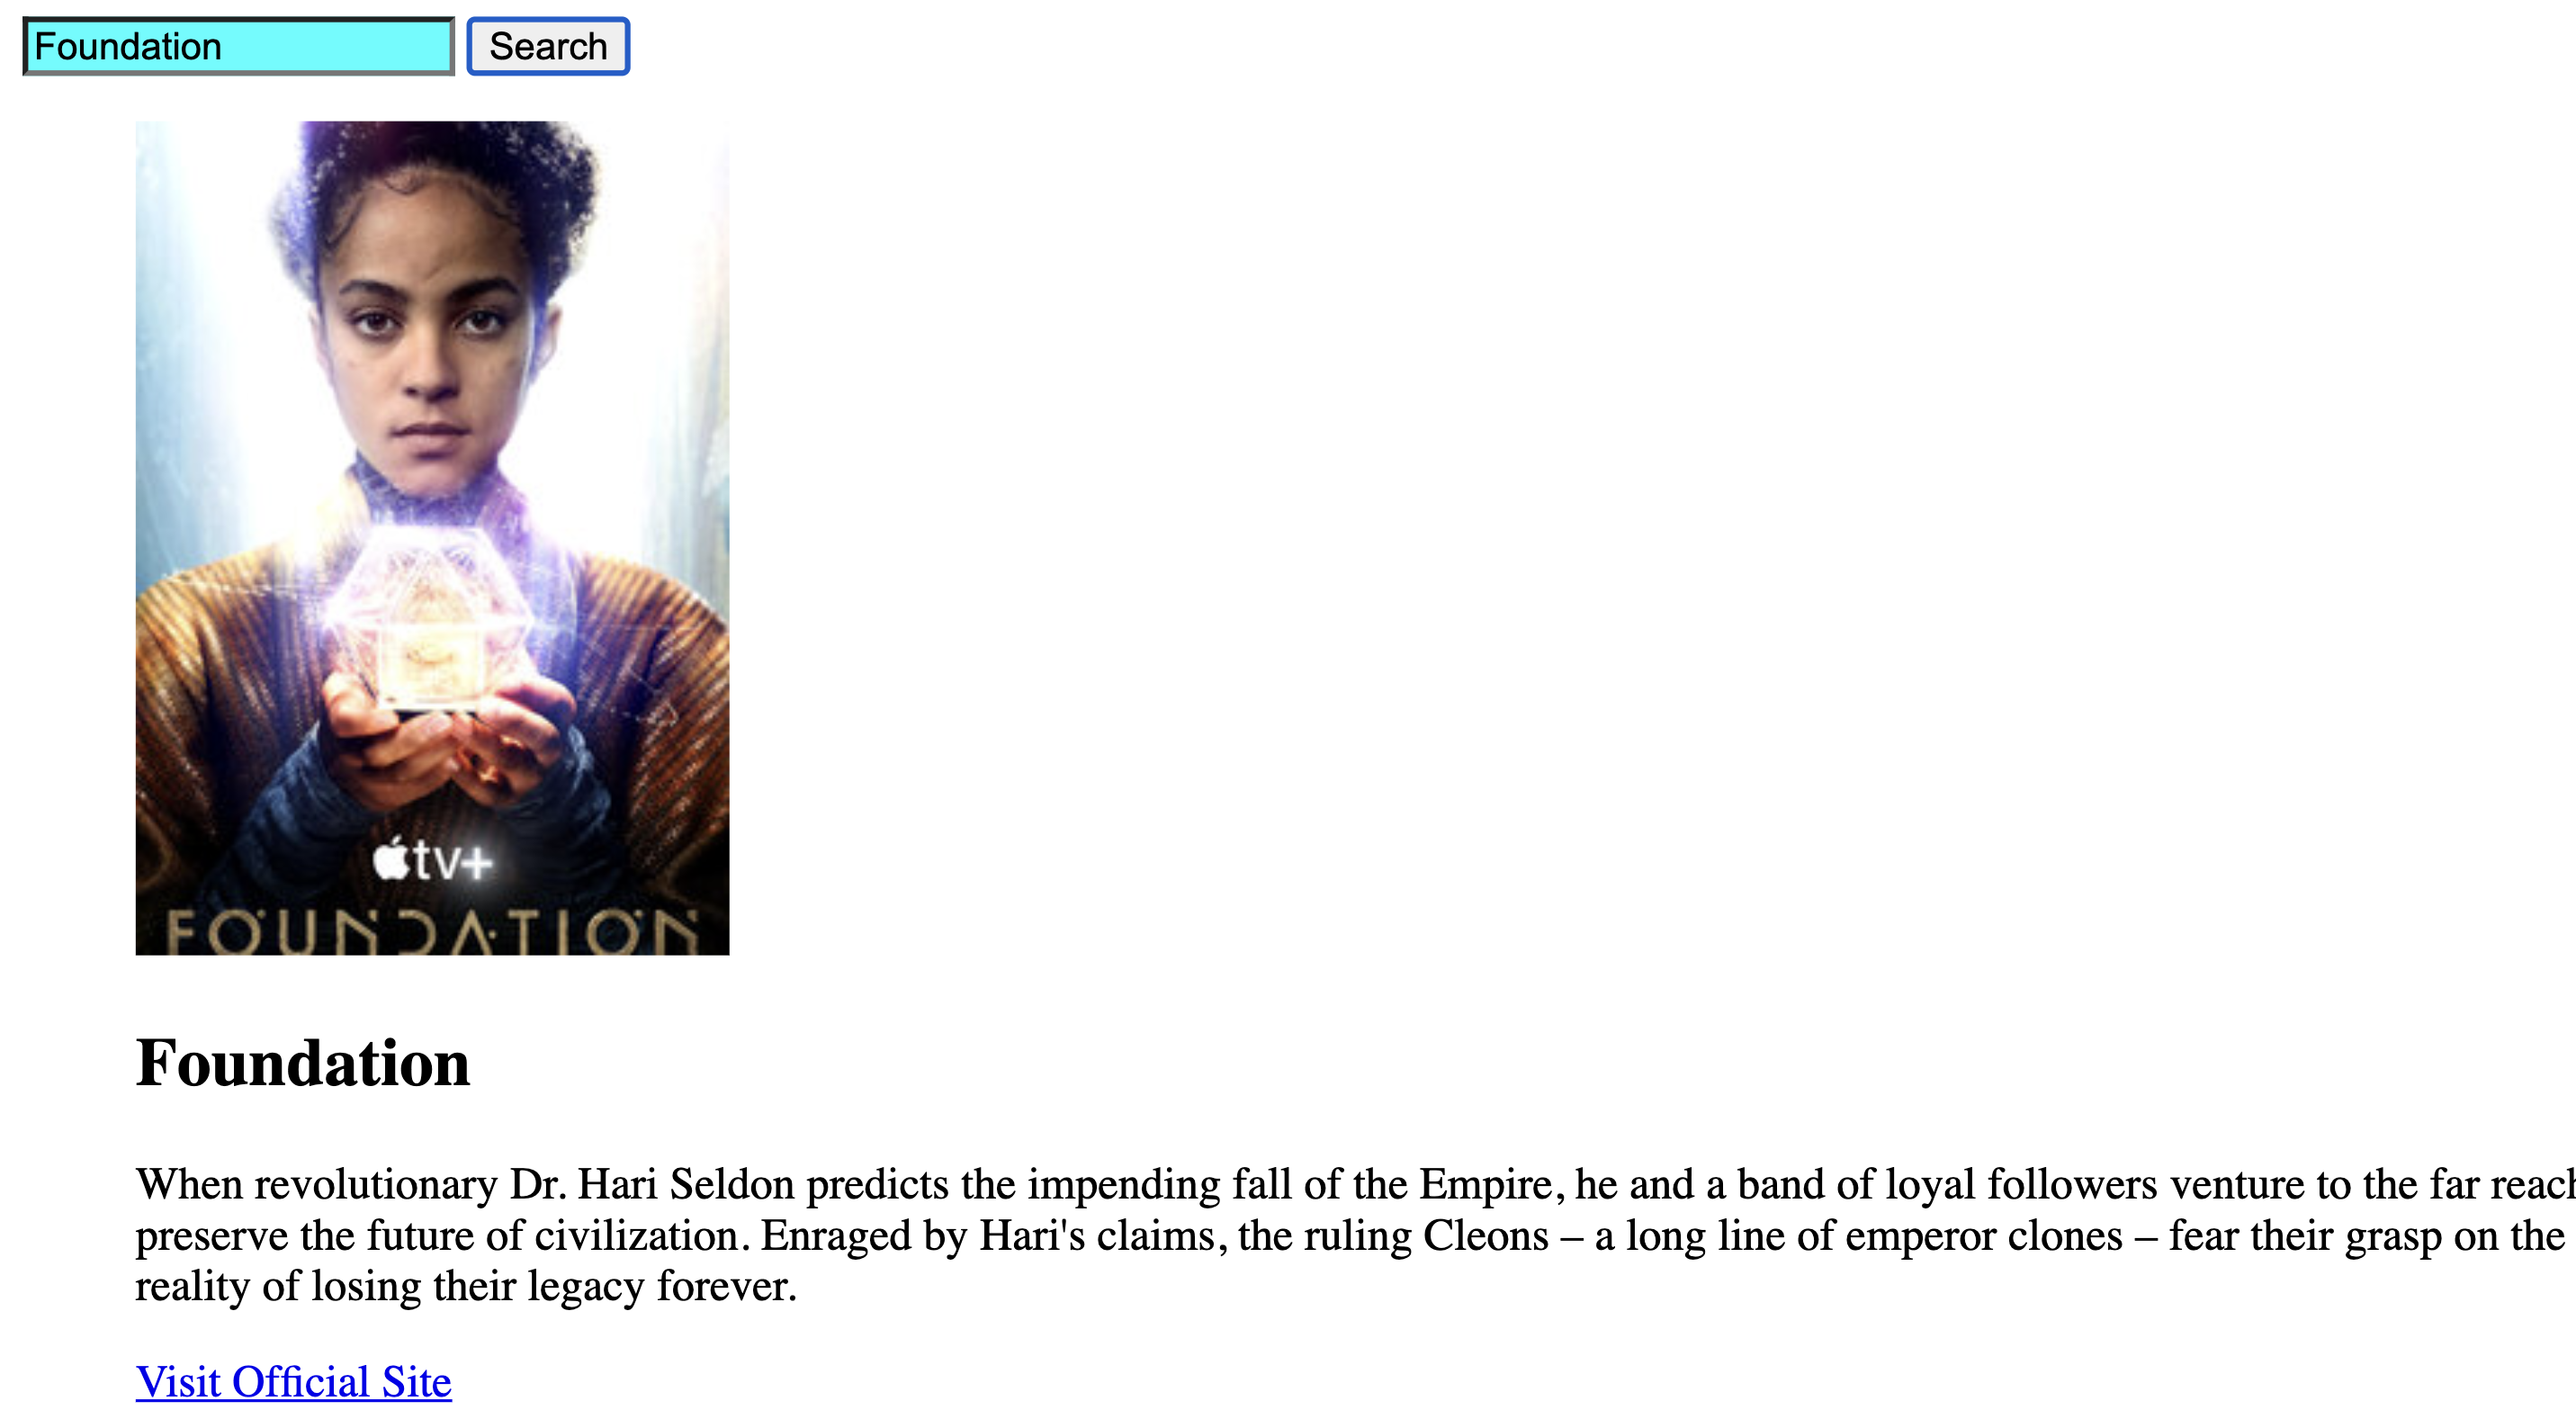 Foundation
Search
tv+
FOUNDATION
Foundation
When revolutionary Dr. Hari Seldon predicts the impending fall of the Empire, he and a band of loyal followers venture to the far reach
preserve the future of civilization. Enraged by Hari's claims, the ruling Cleons – a long line of emperor clones – fear their grasp on the
reality of losing their legacy forever.
Visit Official Site